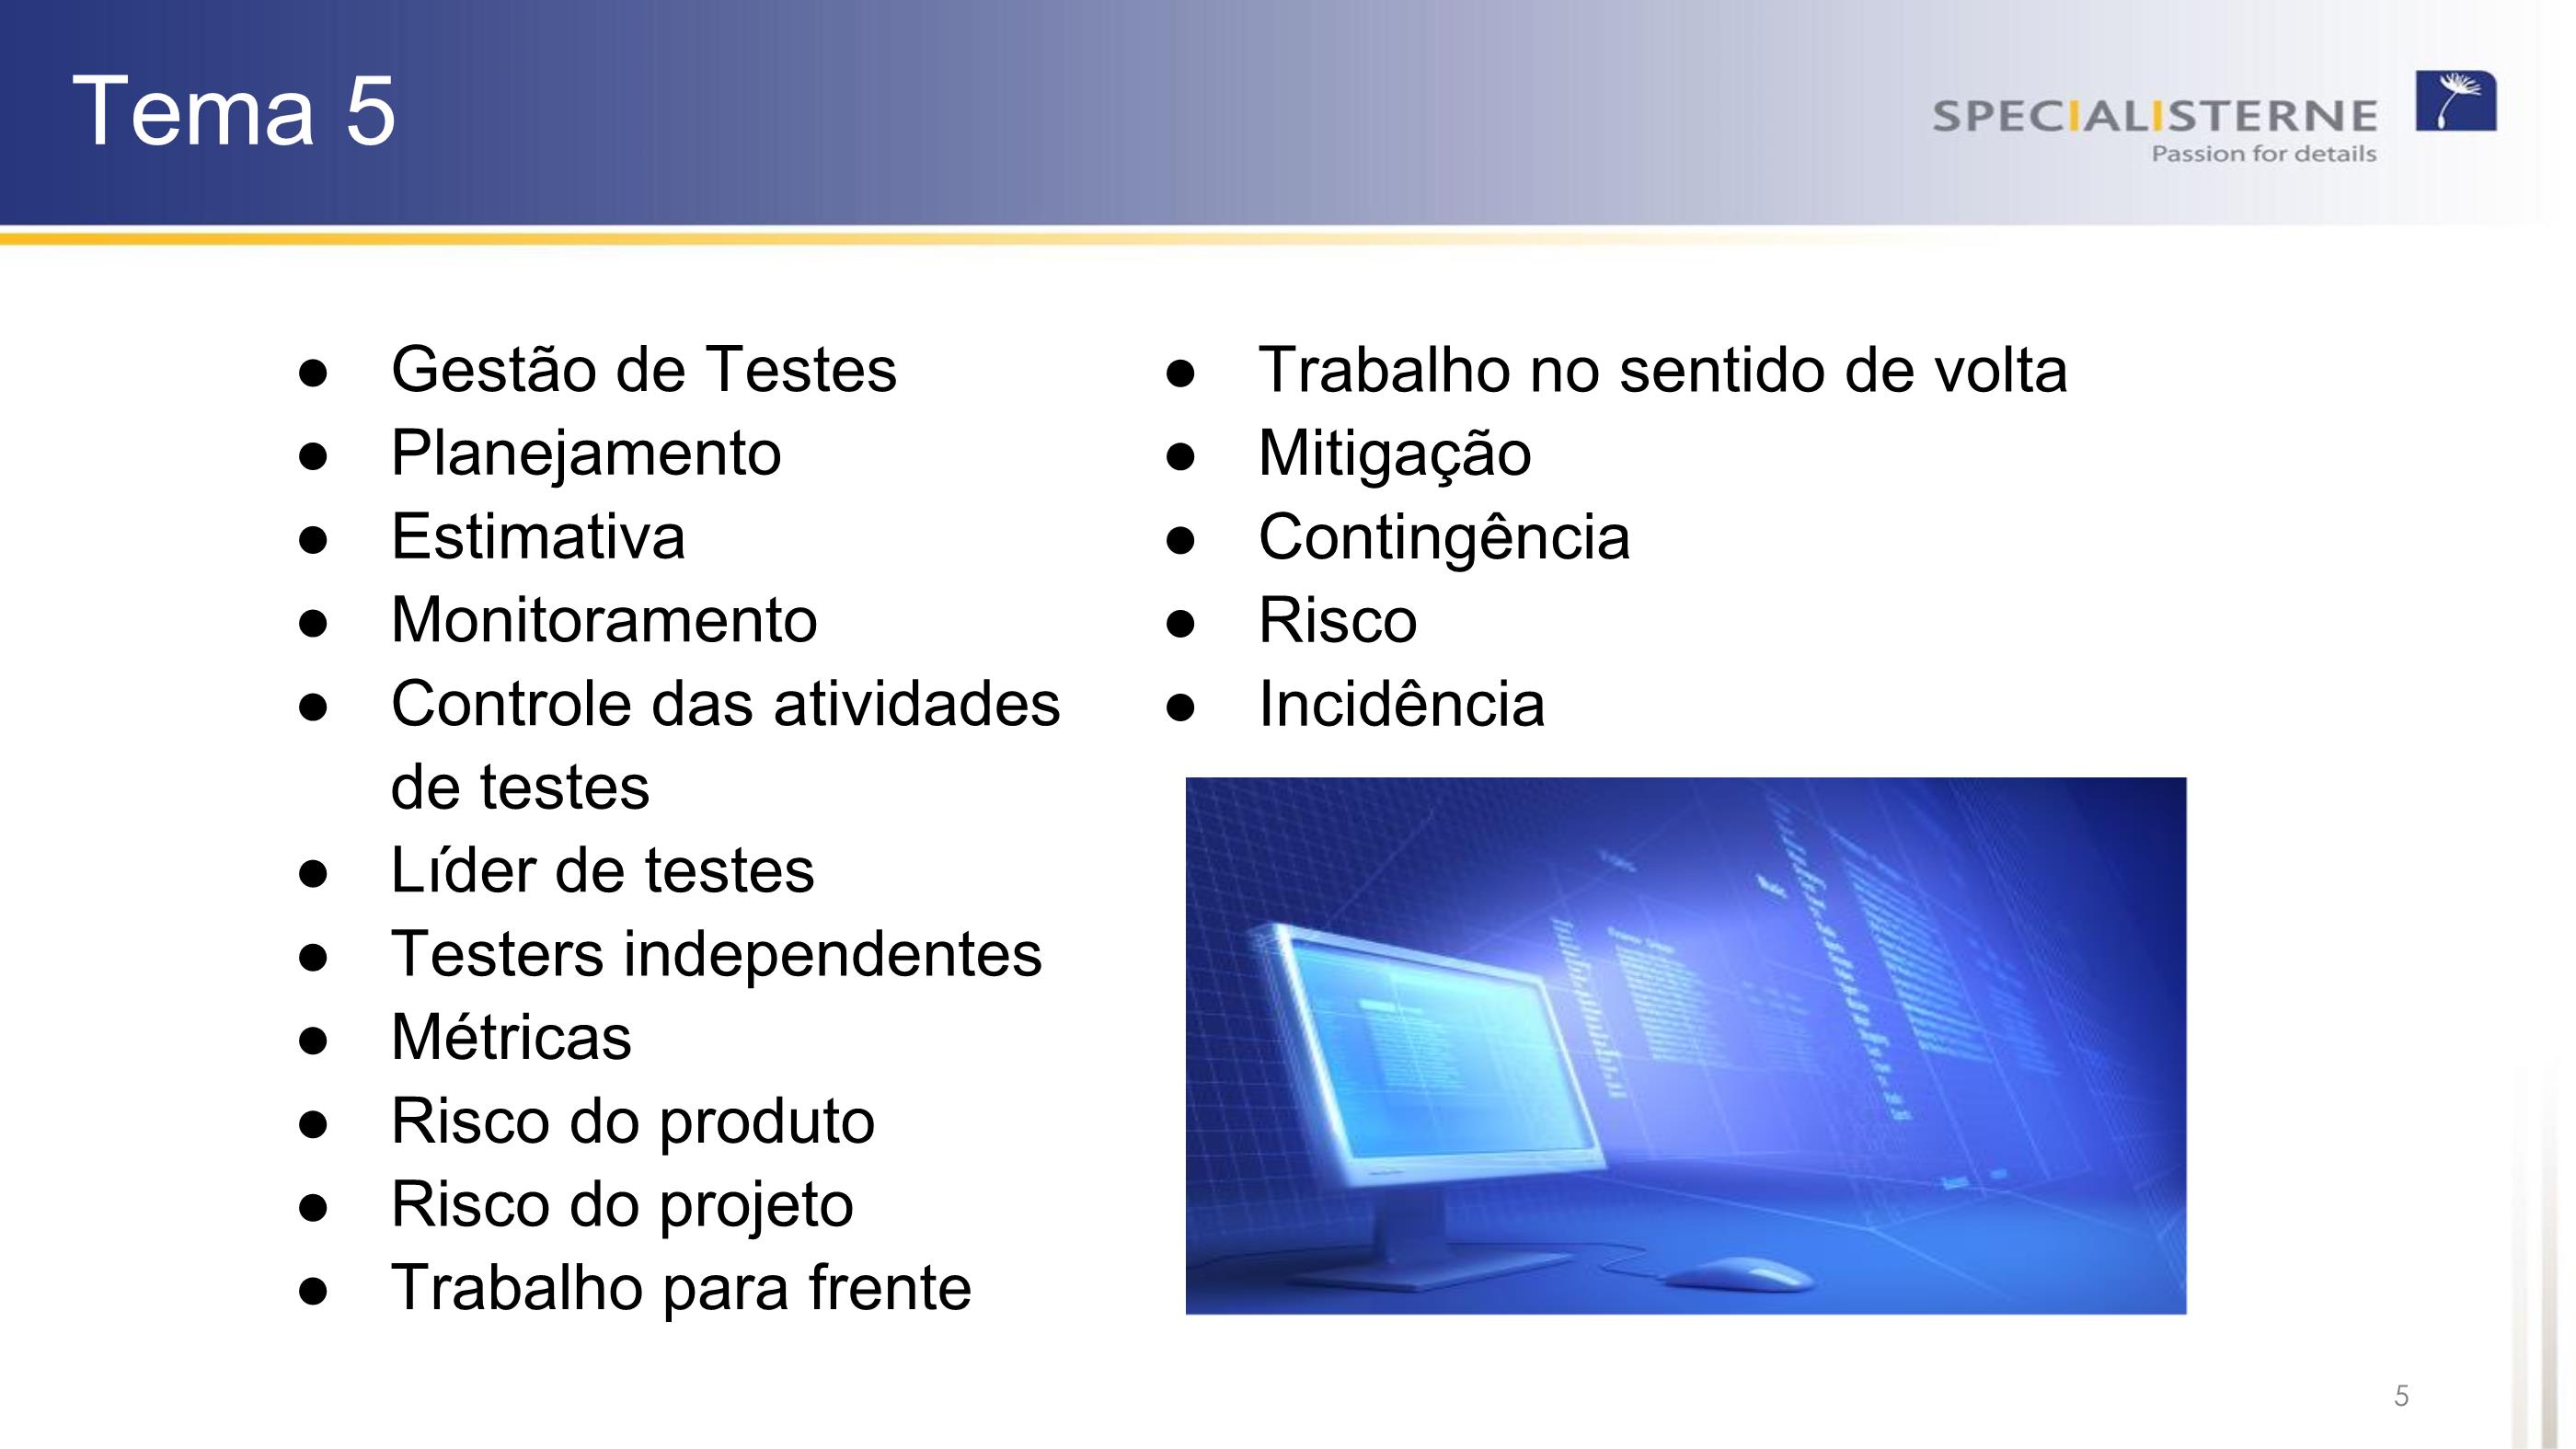 Tema 5
SPECIALISTERNE
Passion for details
● Gestão de Testes
● Planejamento
● Estimativa
● Monitoramento
● Controle das atividades
de testes
● Líder de testes
● Testers independentes
● Métricas
● Risco do produto
● Risco do projeto
● Trabalho para frente
● Trabalho no sentido de volta
● Mitigação
● Contingência
● Risco
● Incidência
5